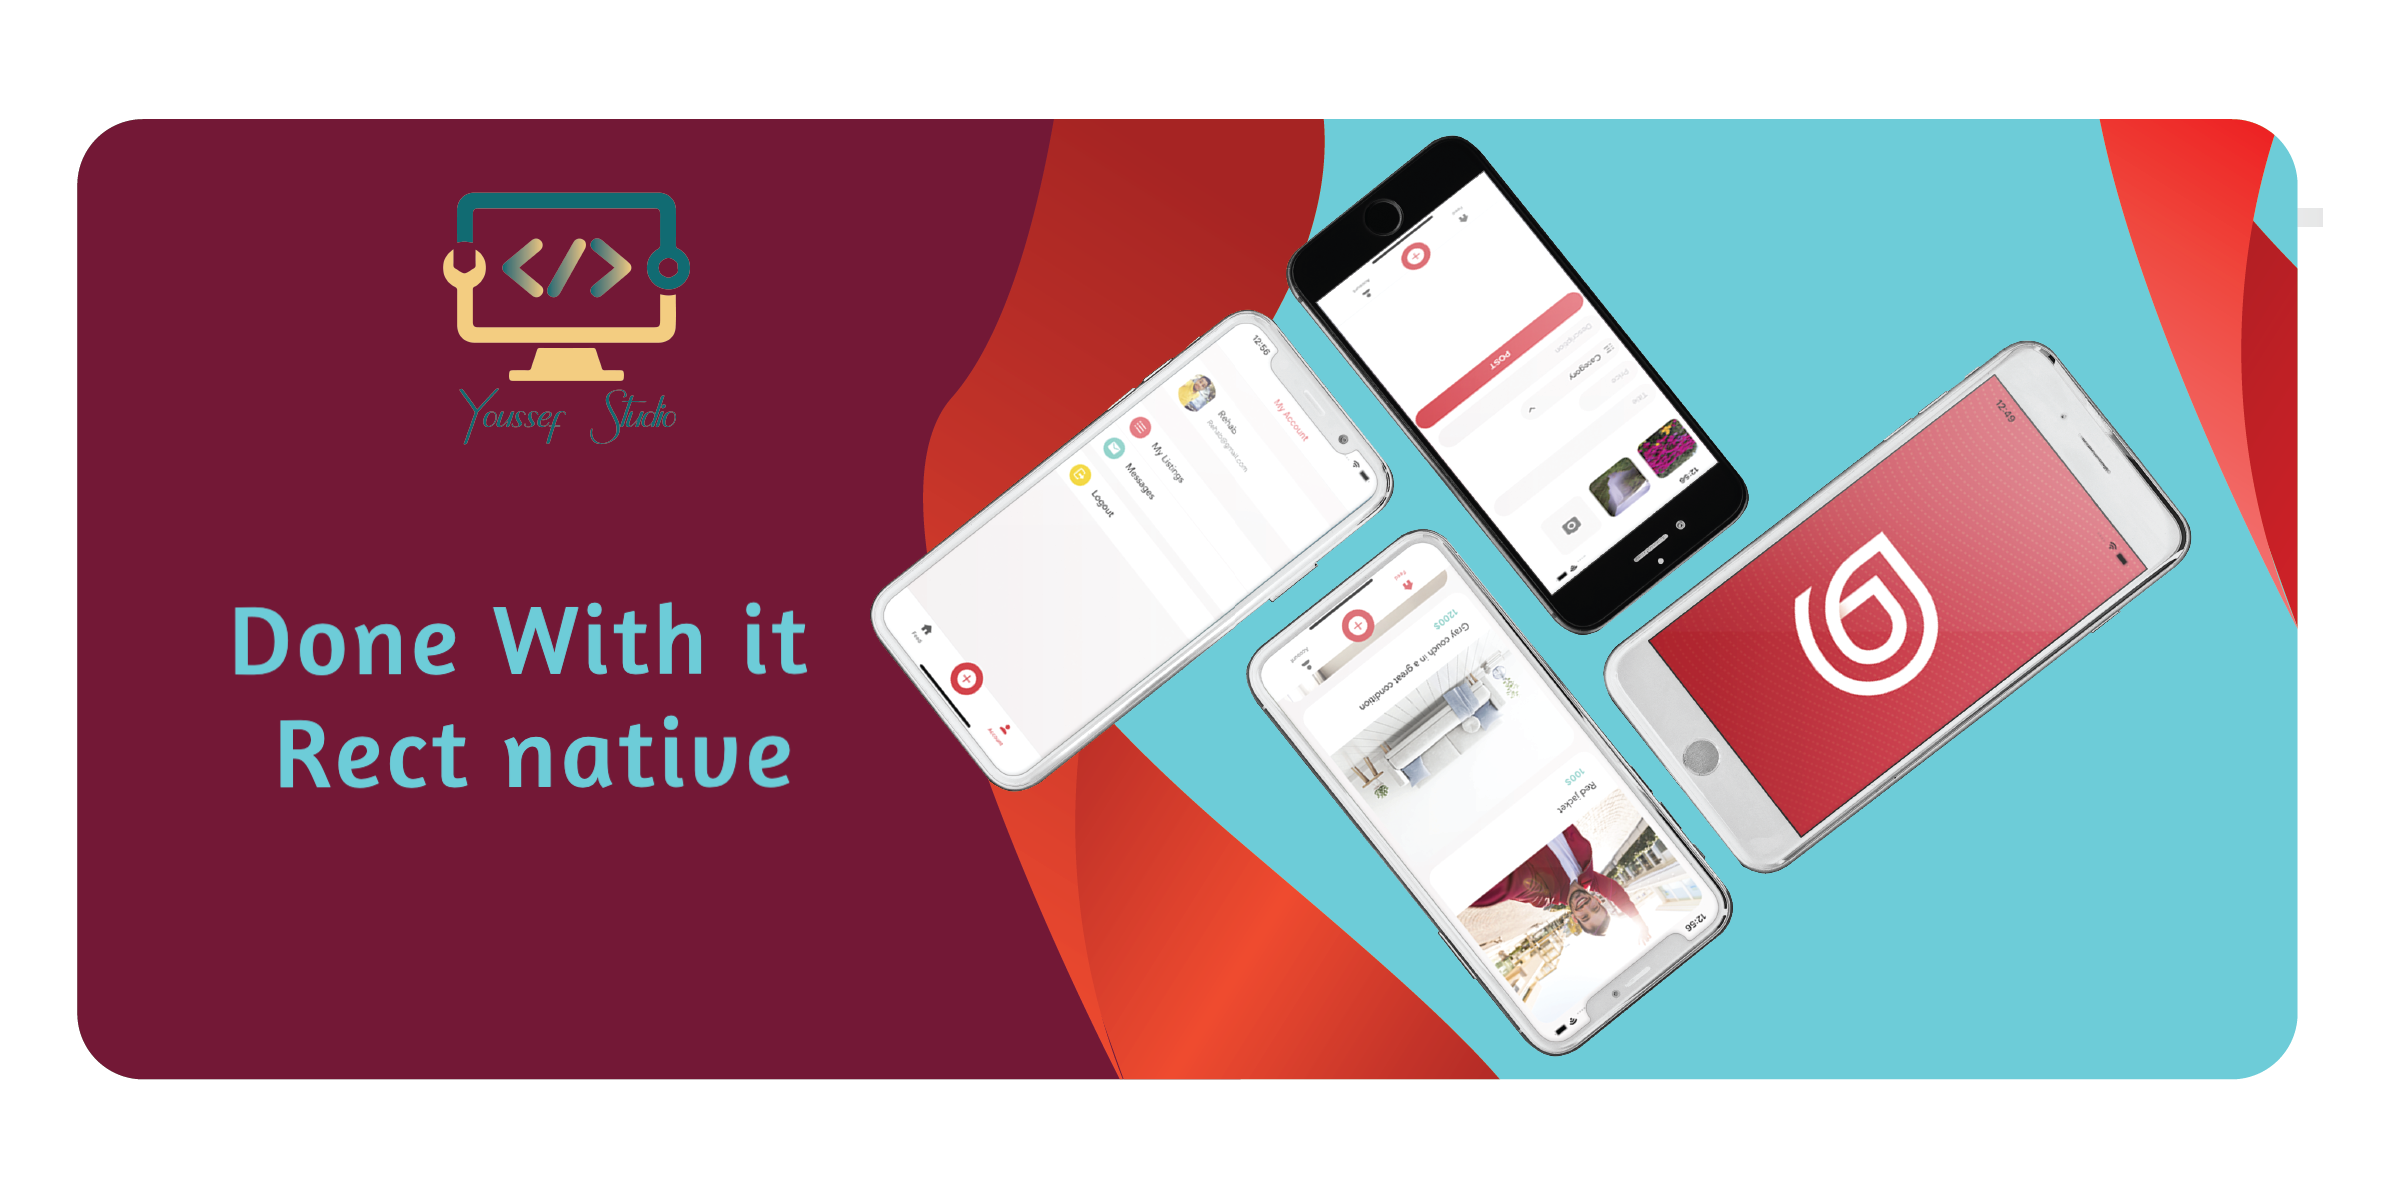 Youssef Studio
Done With it
Rect native
12:56
My Account
Rehab
Rehab@gmail.com
My Listings
Messages
Logout
Feed
Account
Feed
Account
POST
Description
Category
Price
Title
12:56
Feed
Account
1200$
Gray couch in a great condition
100$
Red jacket
12:56
12:49